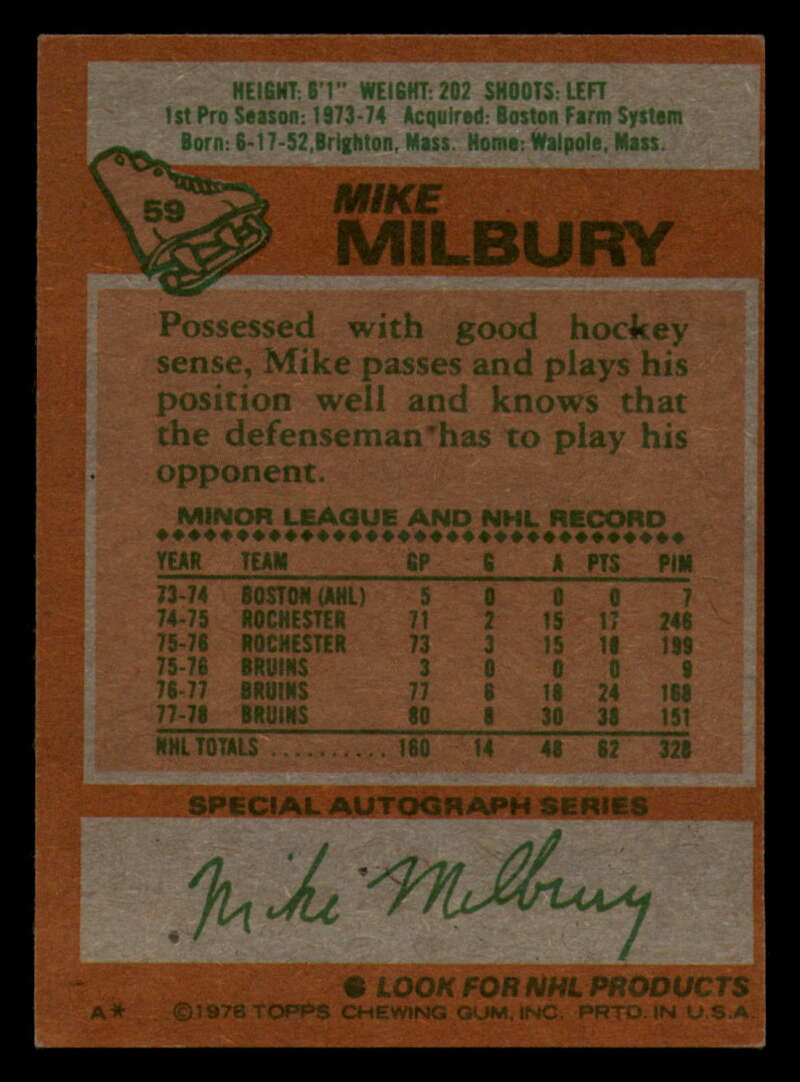 HEIGHT: 6'1" WEIGHT: 202 SHOOTS: LEFT
1st Pro Season: 1973-74 Acquired: Boston Farm System
Born: 6-17-52, Brighton, Mass. Home: Walpole, Mass.
59
MIKE
MILBURY
Possessed with good hockey
sense, Mike passes and plays his
position well and knows that
the defenseman has to play his
opponent.
MINOR LEAGUE AND NHL RECORD
YEAR TEAM GP G A PTS PIM
73-74 BOSTON (AHL) 5 0 0 0 7
74-75 ROCHESTER 71 2 15 17 246
75-76 ROCHESTER 73 3 15 18 199
75-76 BRUINS 3 0 0 0 9
76-77 BRUINS 77 6 18 24 168
77-78 BRUINS 80 8 30 38 151
NHL TOTALS ........... 160 14 48 62 328
SPECIAL AUTOGRAPH SERIES
Mike Milbury
LOOK FOR NHL PRODUCTS
A* ©1978 TOPPS CHEWING GUM, INC. PRTD. IN U.S.A.